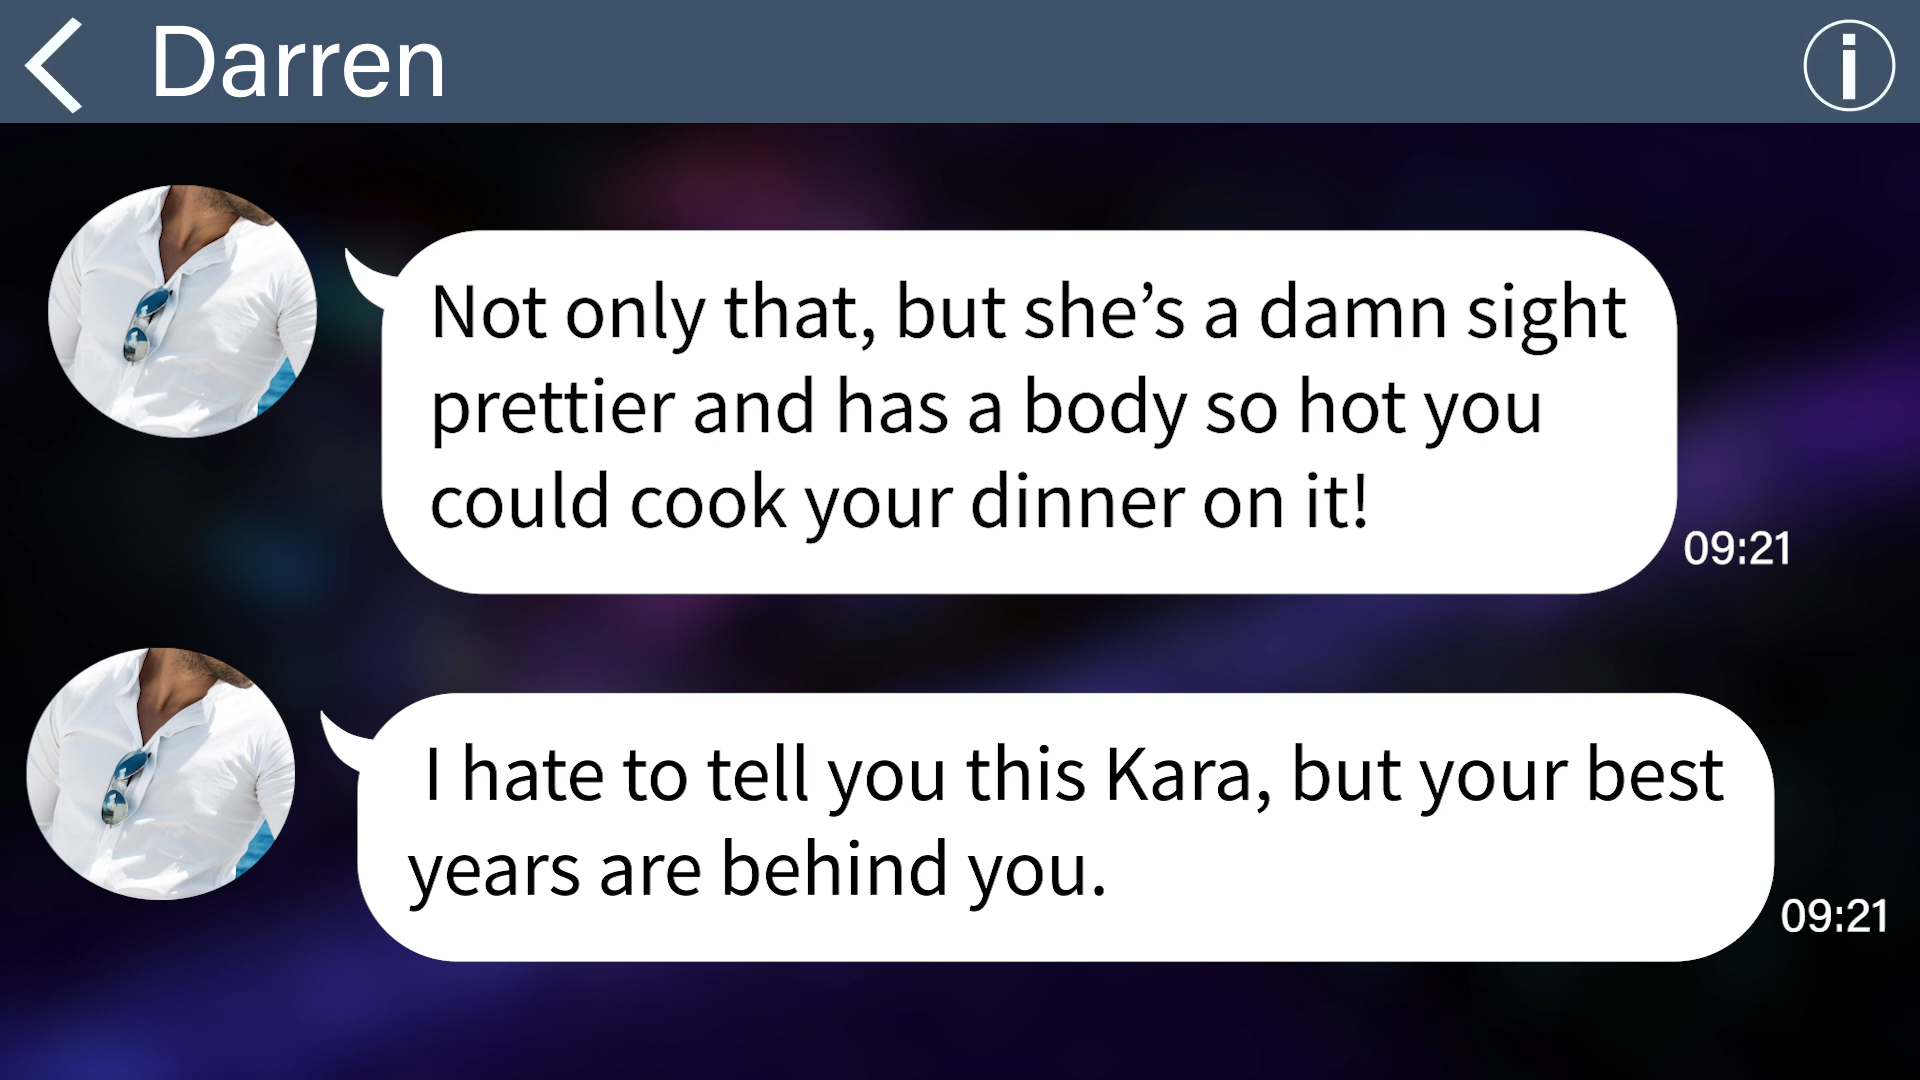 Darren
Not only that, but she’s a damn sight
prettier and has a body so hot you
could cook your dinner on it!
09:21
I hate to tell you this Kara, but your best
years are behind you.
09:21